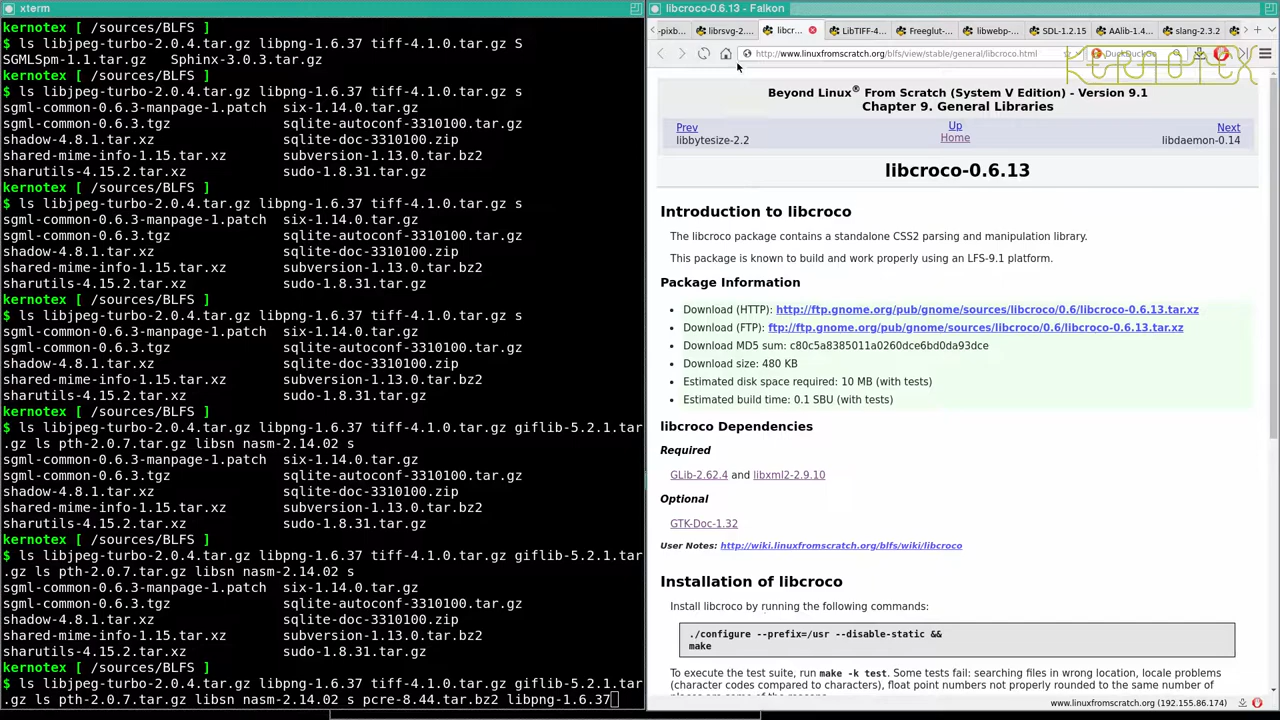 xterm
kernotex [ /sources/BLFS ]
$ ls libjpeg-turbo-2.0.4.tar.gz libpng-1.6.37 tiff-4.1.0.tar.gz S
SGMLSpm-1.1.tar.gz   Sphinx-3.0.3.tar.gz
kernotex [ /sources/BLFS ]
$ ls libjpeg-turbo-2.0.4.tar.gz libpng-1.6.37 tiff-4.1.0.tar.gz s
sgml-common-0.6.3-manpage-1.patch  six-1.14.0.tar.gz
sgml-common-0.6.3.tgz              sqlite-autoconf-3310100.tar.gz
shadow-4.8.1.tar.xz                sqlite-doc-3310100.zip
shared-mime-info-1.15.tar.xz       subversion-1.13.0.tar.bz2
sharutils-4.15.2.tar.xz            sudo-1.8.31.tar.gz
kernotex [ /sources/BLFS ]
$ ls libjpeg-turbo-2.0.4.tar.gz libpng-1.6.37 tiff-4.1.0.tar.gz s
sgml-common-0.6.3-manpage-1.patch  six-1.14.0.tar.gz
sgml-common-0.6.3.tgz              sqlite-autoconf-3310100.tar.gz
shadow-4.8.1.tar.xz                sqlite-doc-3310100.zip
shared-mime-info-1.15.tar.xz       subversion-1.13.0.tar.bz2
sharutils-4.15.2.tar.xz            sudo-1.8.31.tar.gz
kernotex [ /sources/BLFS ]
$ ls libjpeg-turbo-2.0.4.tar.gz libpng-1.6.37 tiff-4.1.0.tar.gz s
sgml-common-0.6.3-manpage-1.patch  six-1.14.0.tar.gz
sgml-common-0.6.3.tgz              sqlite-autoconf-3310100.tar.gz
shadow-4.8.1.tar.xz                sqlite-doc-3310100.zip
shared-mime-info-1.15.tar.xz       subversion-1.13.0.tar.bz2
sharutils-4.15.2.tar.xz            sudo-1.8.31.tar.gz
kernotex [ /sources/BLFS ]
$ ls libjpeg-turbo-2.0.4.tar.gz libpng-1.6.37 tiff-4.1.0.tar.gz giflib-5.2.1.tar
.gz ls pth-2.0.7.tar.gz libsn nasm-2.14.02 s
sgml-common-0.6.3-manpage-1.patch  six-1.14.0.tar.gz
sgml-common-0.6.3.tgz              sqlite-autoconf-3310100.tar.gz
shadow-4.8.1.tar.xz                sqlite-doc-3310100.zip
shared-mime-info-1.15.tar.xz       subversion-1.13.0.tar.bz2
sharutils-4.15.2.tar.xz            sudo-1.8.31.tar.gz
kernotex [ /sources/BLFS ]
$ ls libjpeg-turbo-2.0.4.tar.gz libpng-1.6.37 tiff-4.1.0.tar.gz giflib-5.2.1.tar
.gz ls pth-2.0.7.tar.gz libsn nasm-2.14.02 s
sgml-common-0.6.3-manpage-1.patch  six-1.14.0.tar.gz
sgml-common-0.6.3.tgz              sqlite-autoconf-3310100.tar.gz
shadow-4.8.1.tar.xz                sqlite-doc-3310100.zip
shared-mime-info-1.15.tar.xz       subversion-1.13.0.tar.bz2
sharutils-4.15.2.tar.xz            sudo-1.8.31.tar.gz
kernotex [ /sources/BLFS ]
$ ls libjpeg-turbo-2.0.4.tar.gz libpng-1.6.37 tiff-4.1.0.tar.gz giflib-5.2.1.tar
.gz ls pth-2.0.7.tar.gz libsn nasm-2.14.02 s pcre-8.44.tar.bz2 libpng-1.6.37
libcroco-0.6.13 - Falkon
-pixb... librsvg-2.... libcr... LibTIFF-4... Freeglut-... libwebp-... SDL-1.2.15 AAlib-1.4... slang-2.3.2
http://www.linuxfromscratch.org/blfs/view/stable/general/libcroco.html DuckDuckGo
KERNOTEX
Beyond Linux® From Scratch (System V Edition) - Version 9.1
Chapter 9. General Libraries
Prev Up Next
libbytesize-2.2 Home libdaemon-0.14
libcroco-0.6.13
Introduction to libcroco
The libcroco package contains a standalone CSS2 parsing and manipulation library.
This package is known to build and work properly using an LFS-9.1 platform.
Package Information
• Download (HTTP): http://ftp.gnome.org/pub/gnome/sources/libcroco/0.6/libcroco-0.6.13.tar.xz
• Download (FTP): ftp://ftp.gnome.org/pub/gnome/sources/libcroco/0.6/libcroco-0.6.13.tar.xz
• Download MD5 sum: c80c5a8385011a0260dce6bd0da93dce
• Download size: 480 KB
• Estimated disk space required: 10 MB (with tests)
• Estimated build time: 0.1 SBU (with tests)
libcroco Dependencies
Required
GLib-2.62.4 and libxml2-2.9.10
Optional
GTK-Doc-1.32
User Notes: http://wiki.linuxfromscratch.org/blfs/wiki/libcroco
Installation of libcroco
Install libcroco by running the following commands:
./configure --prefix=/usr --disable-static &&
make
To execute the test suite, run make -k test. Some tests fail: searching files in wrong location, locale problems
(character codes compared to characters), float point numbers not properly rounded to the same number of
www.linuxfromscratch.org (192.155.86.174)